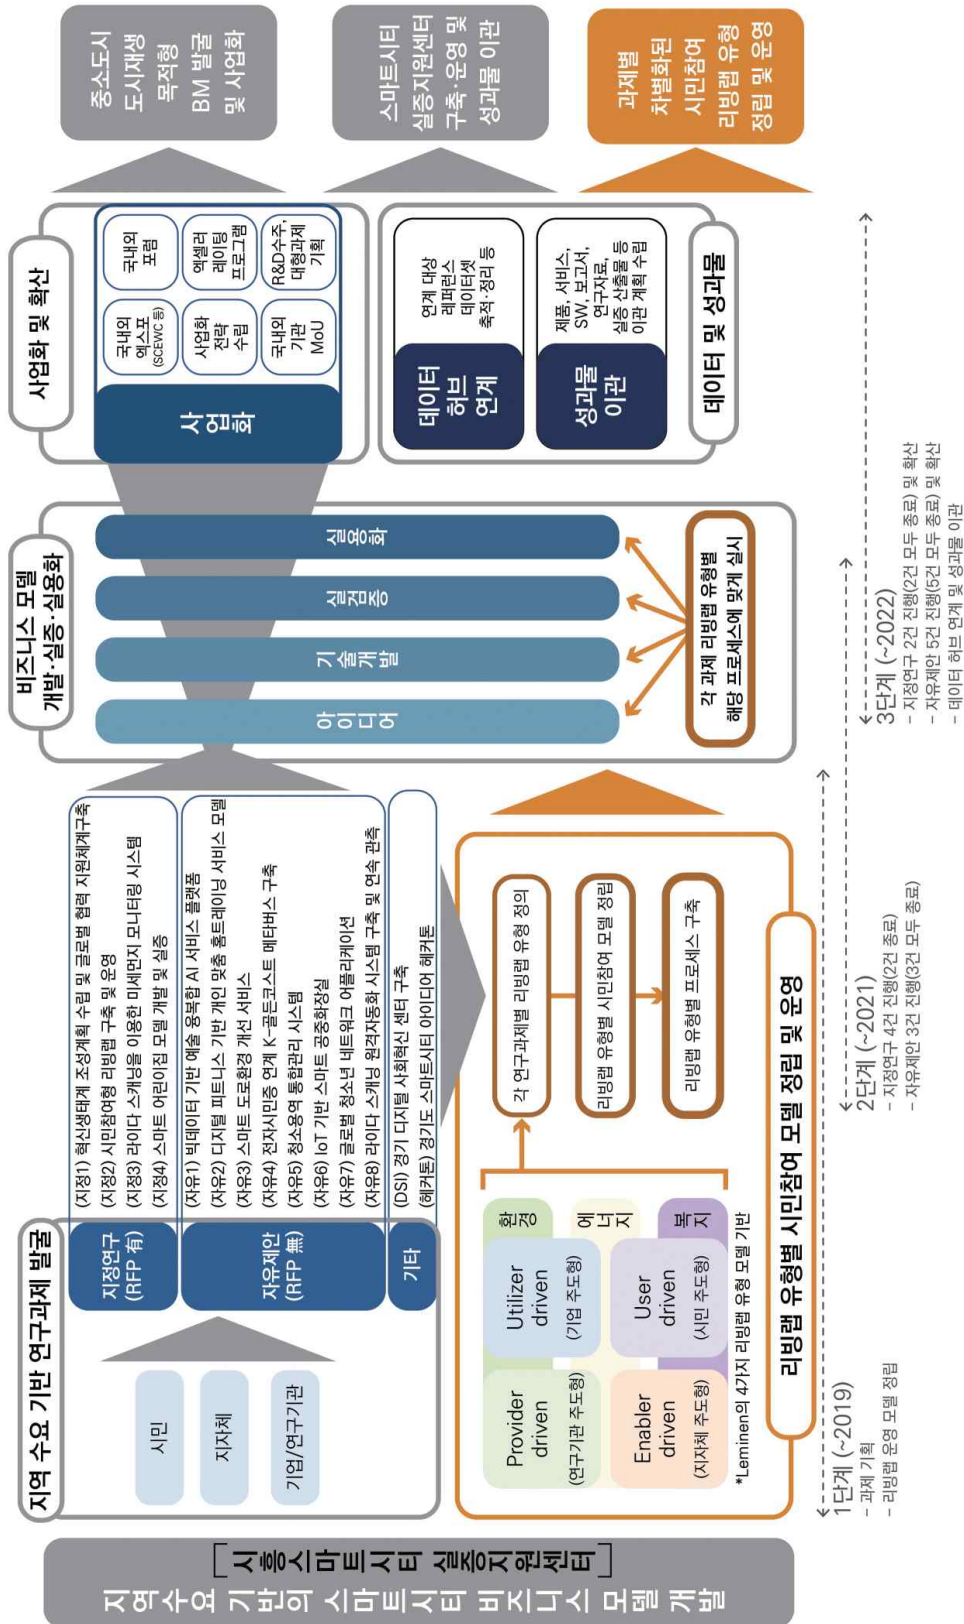 [시흥스마트시티 실증지원센터]
지역수요 기반의 스마트시티 비즈니스 모델 개발
지역 수요 기반 연구과제 발굴
시민
지자체
기업/연구기관
지정연구
(RFP 有)
(지정1) 혁신생태계 조성계획 수립 및 글로벌 협력 지원체계구축
(지정2) 시민참여형 리빙랩 구축 및 운영
(지정3) 라이다 스캐닝을 이용한 미세먼지 모니터링 시스템
(지정4) 스마트 어린이집 모델 개발 및 실증
자유제안
(RFP 無)
(자유1) 빅데이터 기반 예술 융복합 AI 서비스 플랫폼
(자유2) 디지털 피트니스 기반 개인 맞춤 홈트레이닝 서비스 모델
(자유3) 스마트 도로환경 개선 서비스
(자유4) 전자시민증 연계 K-골든코스트 메타버스 구축
(자유5) 청소용역 통합관리 시스템
(자유6) IoT 기반 스마트 공중화장실
(자유7) 글로벌 청소년 네트워크 어플리케이션
(자유8) 라이다 스캐닝 원격자동화 시스템 구축 및 연속 관측
기타
(DSI) 경기 디지털 사회혁신 센터 구축
(해커톤) 경기도 스마트시티 아이디어 해커톤
Provider
driven
(연구기관 주도형)
Utilizer
driven
(기업 주도형)
Enabler
driven
(지자체 주도형)
User
driven
(시민 주도형)
환경
에너지
복지
*Leminen의 4가지 리빙랩 유형 모델 기반
각 연구과제별 리빙랩 유형 정의
리빙랩 유형별 시민참여 모델 정립
리빙랩 유형별 프로세스 구축
리빙랩 유형별 시민참여 모델 정립 및 운영
비즈니스 모델
개발·실증·실용화
아이디어
기술개발
실검증
실용화
각 과제 리빙랩 유형별
해당 프로세스에 맞게 실시
사업화 및 확산
사업화
국내외
엑스포
(SCEWC 등)
국내외
포럼
사업화
전략
수립
엑셀러
레이팅
프로그램
국내외
기관
MoU
R&D수주,
대형과제
기획
데이터
허브
연계
연계 대상
레퍼런스
데이터셋
축적·정리 등
성과물
이관
제품, 서비스,
SW, 보고서,
연구자료,
실증 산출물 등
이관 계획 수립
데이터 및 성과물
중소도시
도시재생
목적형
BM 발굴
및 사업화
스마트시티
실증지원센터
구축·운영 및
성과물 이관
과제별
차별화된
시민참여
리빙랩 유형
정립 및 운영
1단계 (~2019)
- 과제 기획
- 리빙랩 운영 모델 정립
2단계 (~2021)
- 지정연구 4건 진행(2건 종료)
- 자유제안 3건 진행(3건 모두 종료)
3단계 (~2022)
- 지정연구 2건 진행(2건 모두 종료) 및 확산
- 자유제안 5건 진행(5건 모두 종료) 및 확산
- 데이터 허브 연계 및 성과물 이관